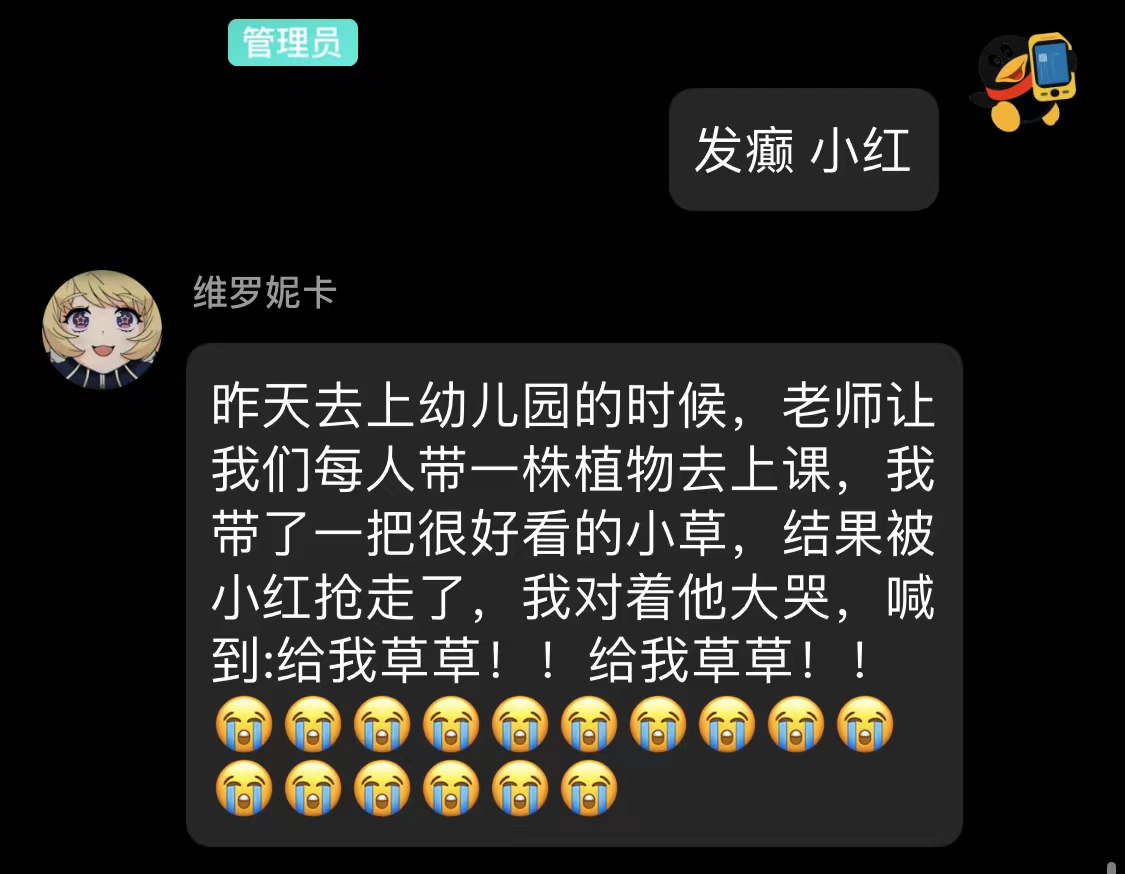 管理员
发癫 小红
维罗妮卡
昨天去上幼儿园的时候，老师让
我们每人带一株植物去上课，我
带了一把很好看的小草，结果被
小红抢走了，我对着他大哭，喊
到:给我草草！！给我草草！！
😭😭😭😭😭😭😭😭😭😭
😭😭😭😭😭😭